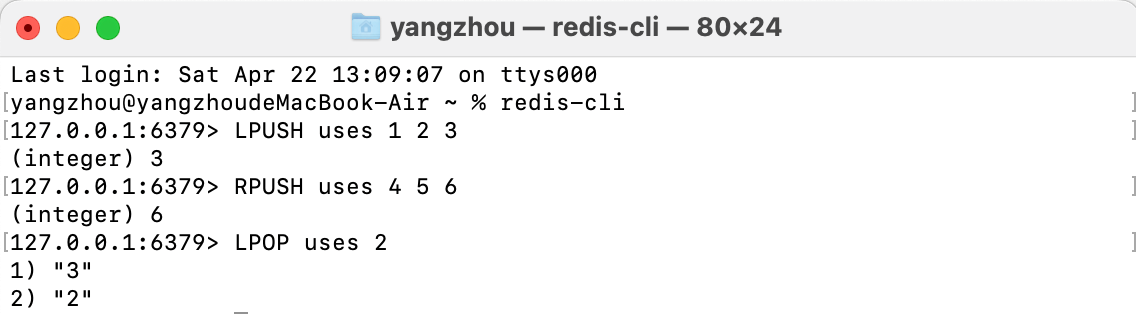 yangzhou — redis-cli — 80×24
Last login: Sat Apr 22 13:09:07 on ttys000
[yangzhou@yangzhoudeMacBook-Air ~ % redis-cli ]
[127.0.0.1:6379> LPUSH uses 1 2 3 ]
(integer) 3
[127.0.0.1:6379> RPUSH uses 4 5 6 ]
(integer) 6
[127.0.0.1:6379> LPOP uses 2 ]
1) "3"
2) "2"